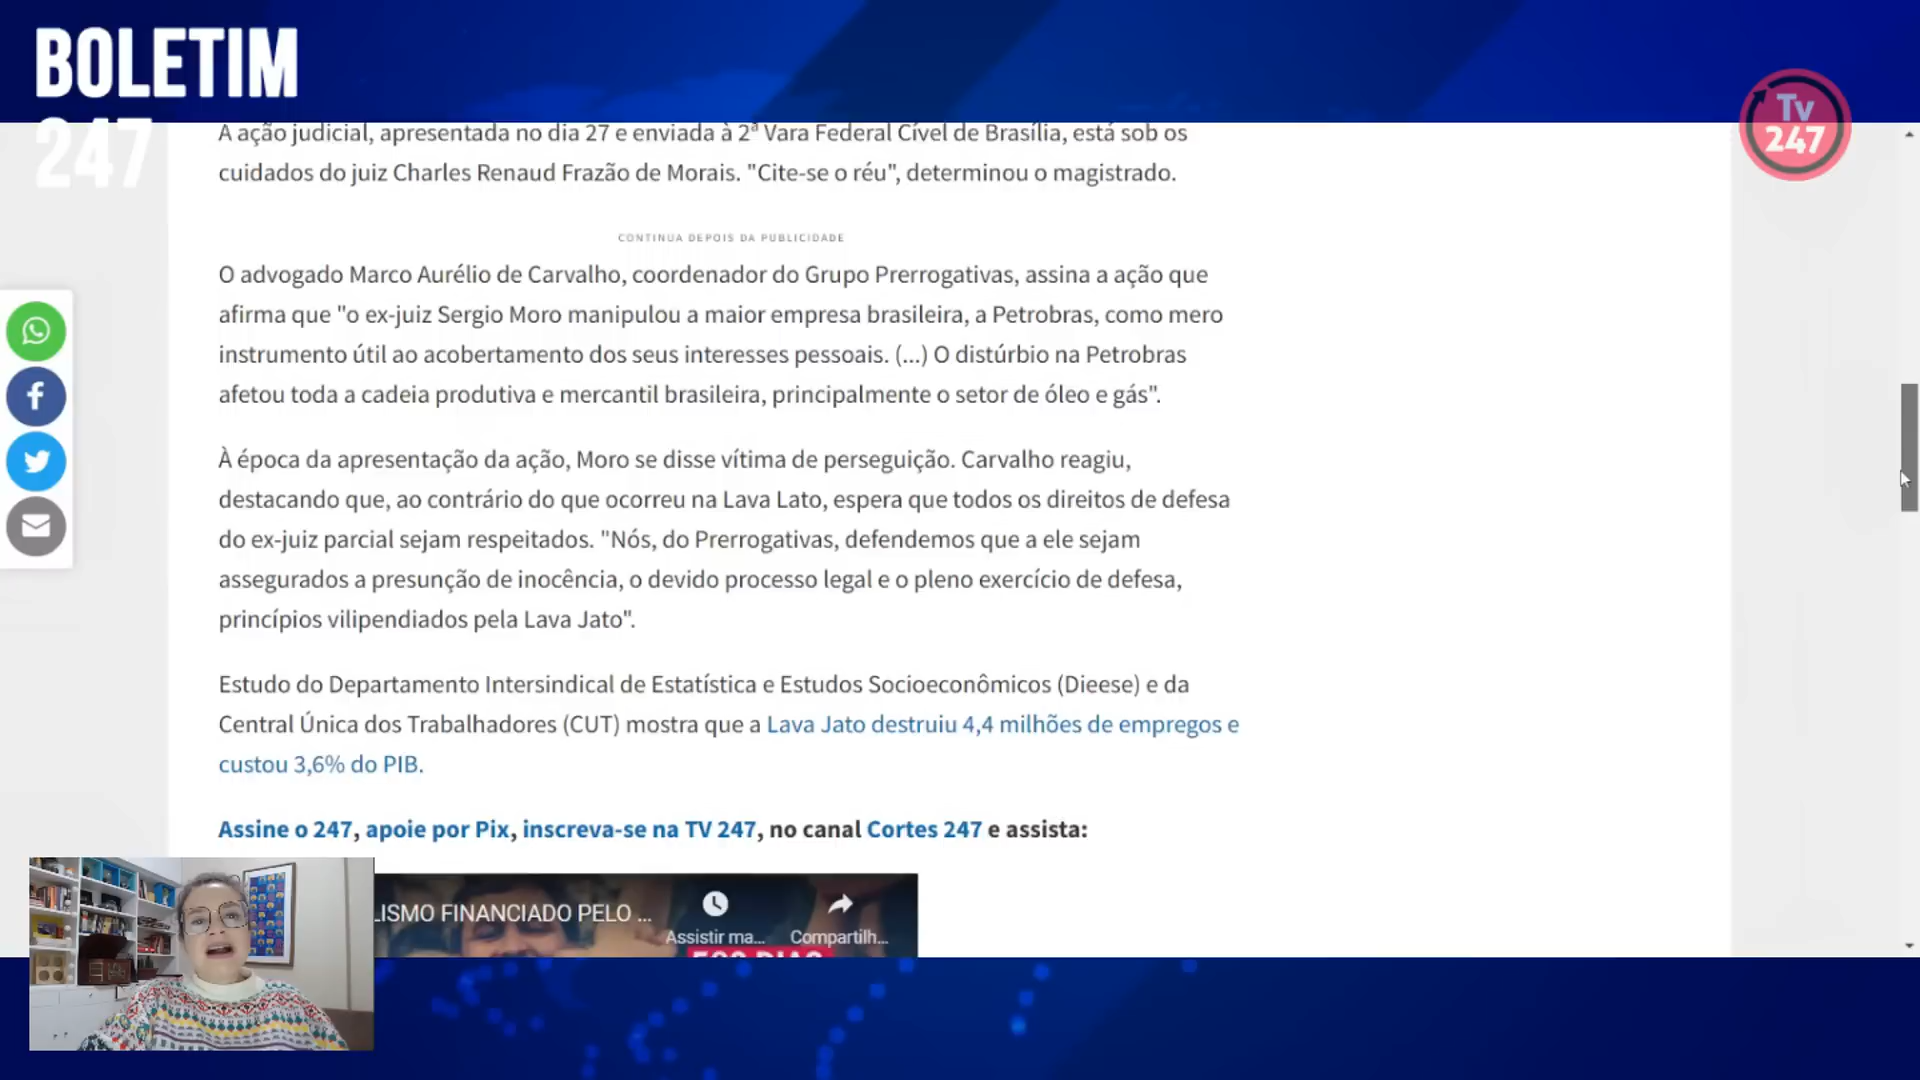 BOLETIM
247
Tv
247
A ação judicial, apresentada no dia 27 e enviada à 2ª Vara Federal Cível de Brasília, está sob os
cuidados do juiz Charles Renaud Frazão de Morais. "Cite-se o réu", determinou o magistrado.
CONTINUA DEPOIS DA PUBLICIDADE
O advogado Marco Aurélio de Carvalho, coordenador do Grupo Prerrogativas, assina a ação que
afirma que "o ex-juiz Sergio Moro manipulou a maior empresa brasileira, a Petrobras, como mero
instrumento útil ao acobertamento dos seus interesses pessoais. (...) O distúrbio na Petrobras
afetou toda a cadeia produtiva e mercantil brasileira, principalmente o setor de óleo e gás".
À época da apresentação da ação, Moro se disse vítima de perseguição. Carvalho reagiu,
destacando que, ao contrário do que ocorreu na Lava Lato, espera que todos os direitos de defesa
do ex-juiz parcial sejam respeitados. "Nós, do Prerrogativas, defendemos que a ele sejam
assegurados a presunção de inocência, o devido processo legal e o pleno exercício de defesa,
princípios vilipendiados pela Lava Jato".
Estudo do Departamento Intersindical de Estatística e Estudos Socioeconômicos (Dieese) e da
Central Única dos Trabalhadores (CUT) mostra que a Lava Jato destruiu 4,4 milhões de empregos e
custou 3,6% do PIB.
Assine o 247, apoie por Pix, inscreva-se na TV 247, no canal Cortes 247 e assista:
LISMO FINANCIADO PELO ...
Assistir ma... Compartilh...
580 DIAS